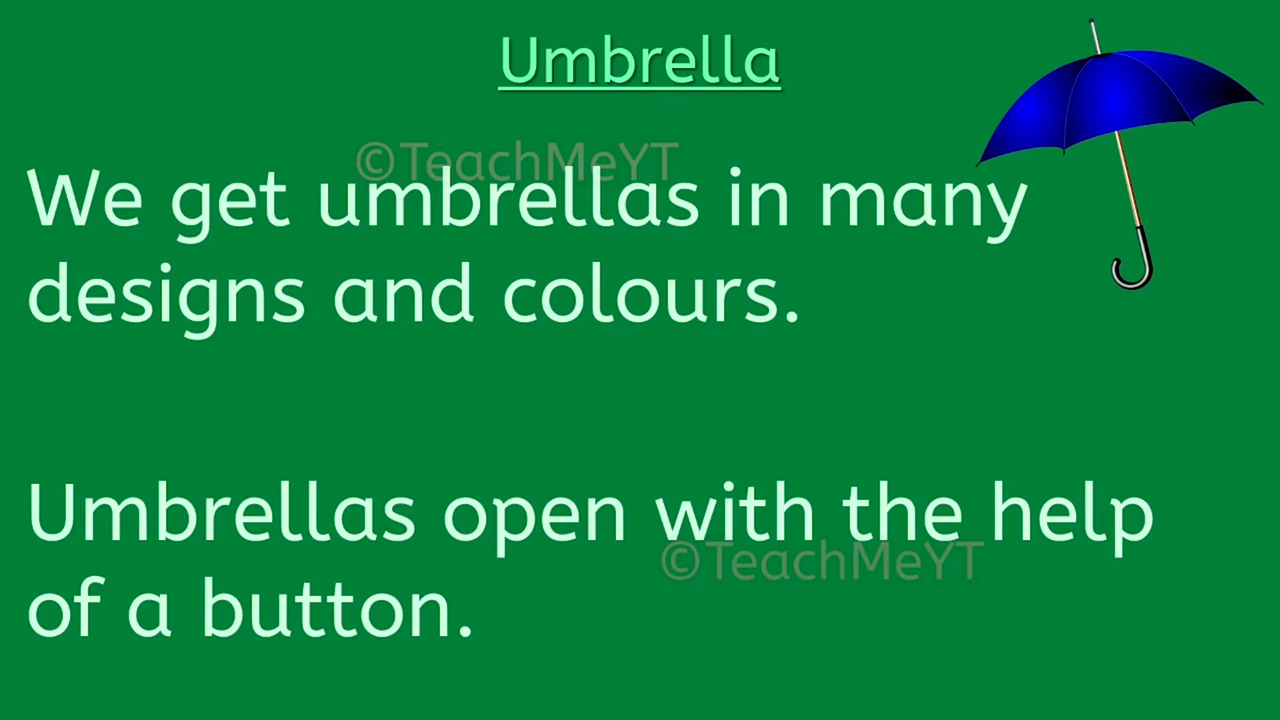 Umbrella
©TeachMeYT
We get umbrellas in many
designs and colours.
Umbrellas open with the help
©TeachMeYT
of a button.